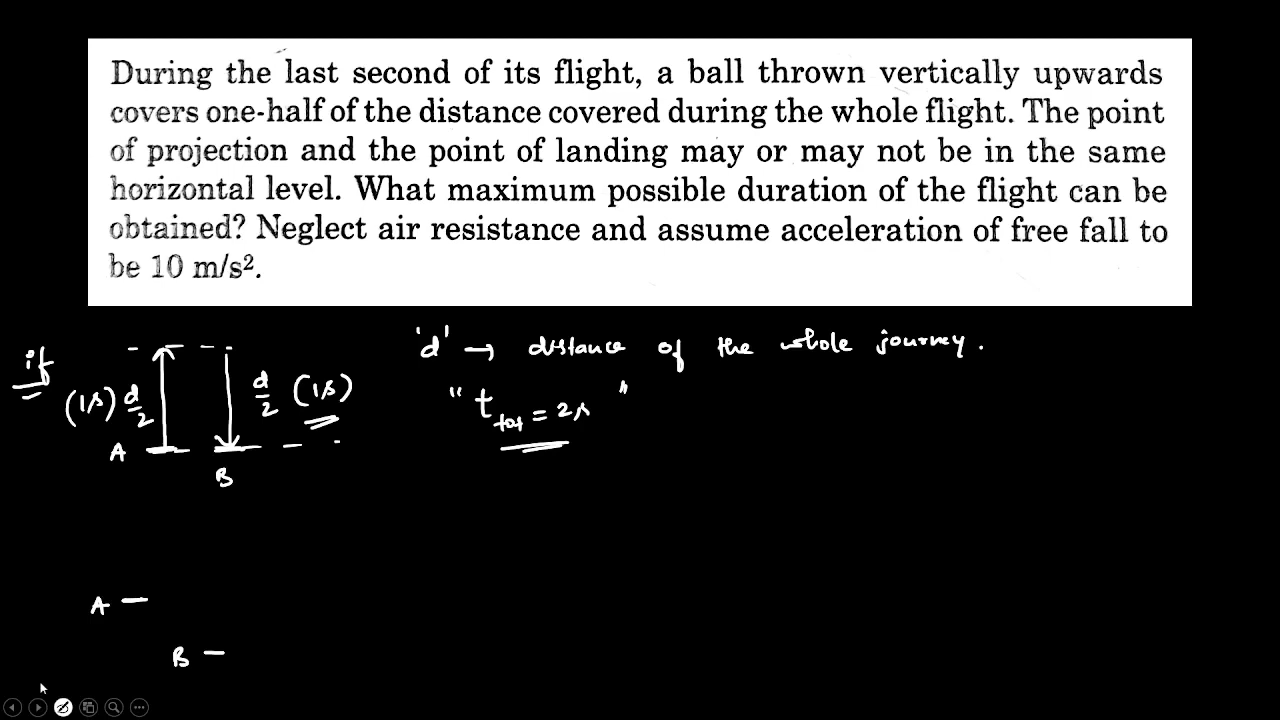 During the last second of its flight, a ball thrown vertically upwards
covers one-half of the distance covered during the whole flight. The point
of projection and the point of landing may or may not be in the same
horizontal level. What maximum possible duration of the flight can be
obtained? Neglect air resistance and assume acceleration of free fall to
be 10 m/s².
if
(1s) d/2
d/2 (1s)
A
B
'd' → distance of the whole journey.
" t_tot = 2s "
A
B